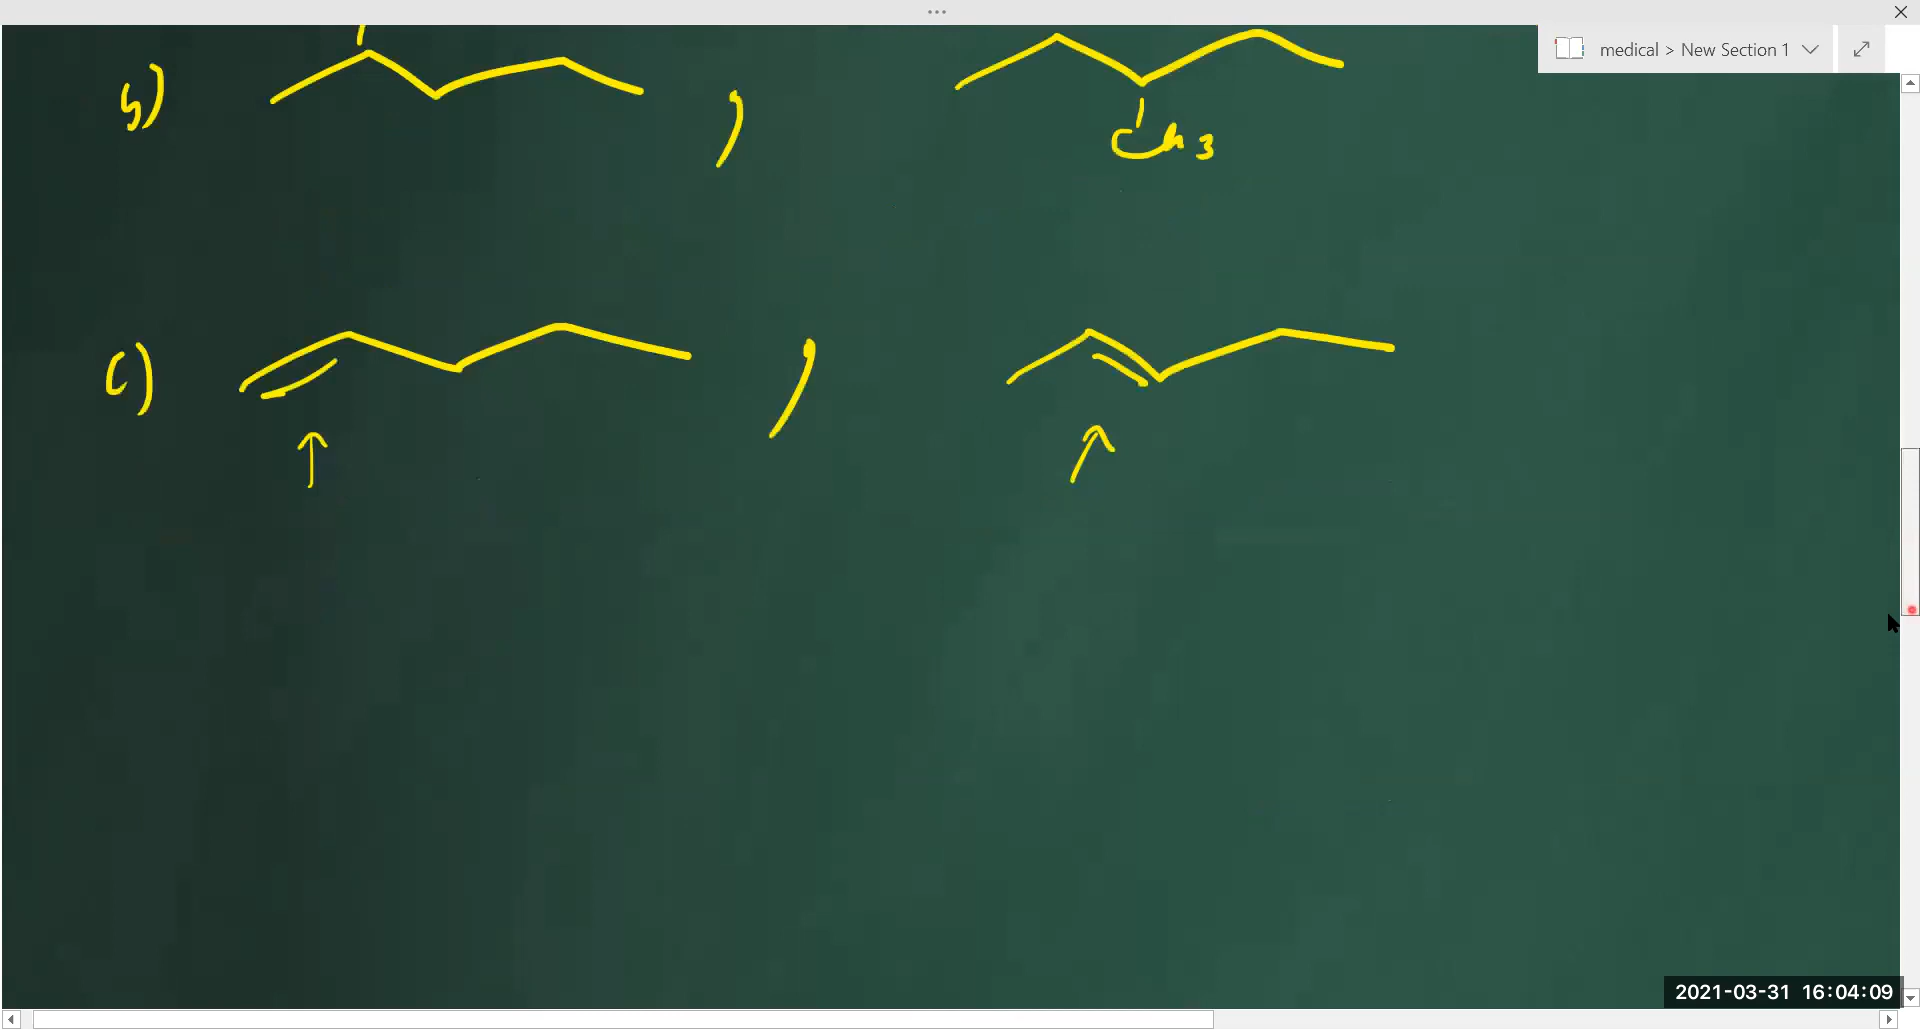 medical > New Section 1
b) ,
CH3
c) ,
2021-03-31 16:04:09